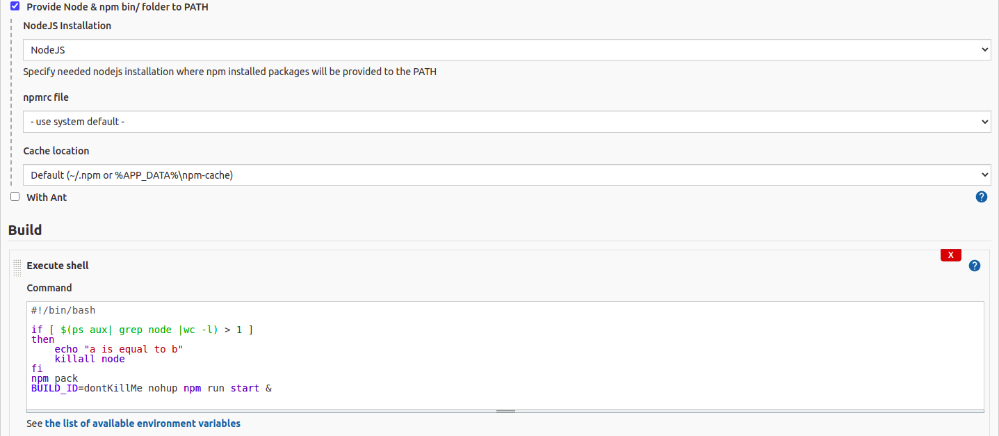 Provide Node & npm bin/ folder to PATH
NodeJS Installation
NodeJS
Specify needed nodejs installation where npm installed packages will be provided to the PATH
npmrc file
- use system default -
Cache location
Default (~/.npm or %APP_DATA%\npm-cache)
With Ant
?
Build
X
Execute shell
?
Command
#!/bin/bash
if [ $(ps aux| grep node |wc -l) > 1 ]
then
    echo "a is equal to b"
    killall node
fi
npm pack
BUILD_ID=dontKillMe nohup npm run start &
See the list of available environment variables